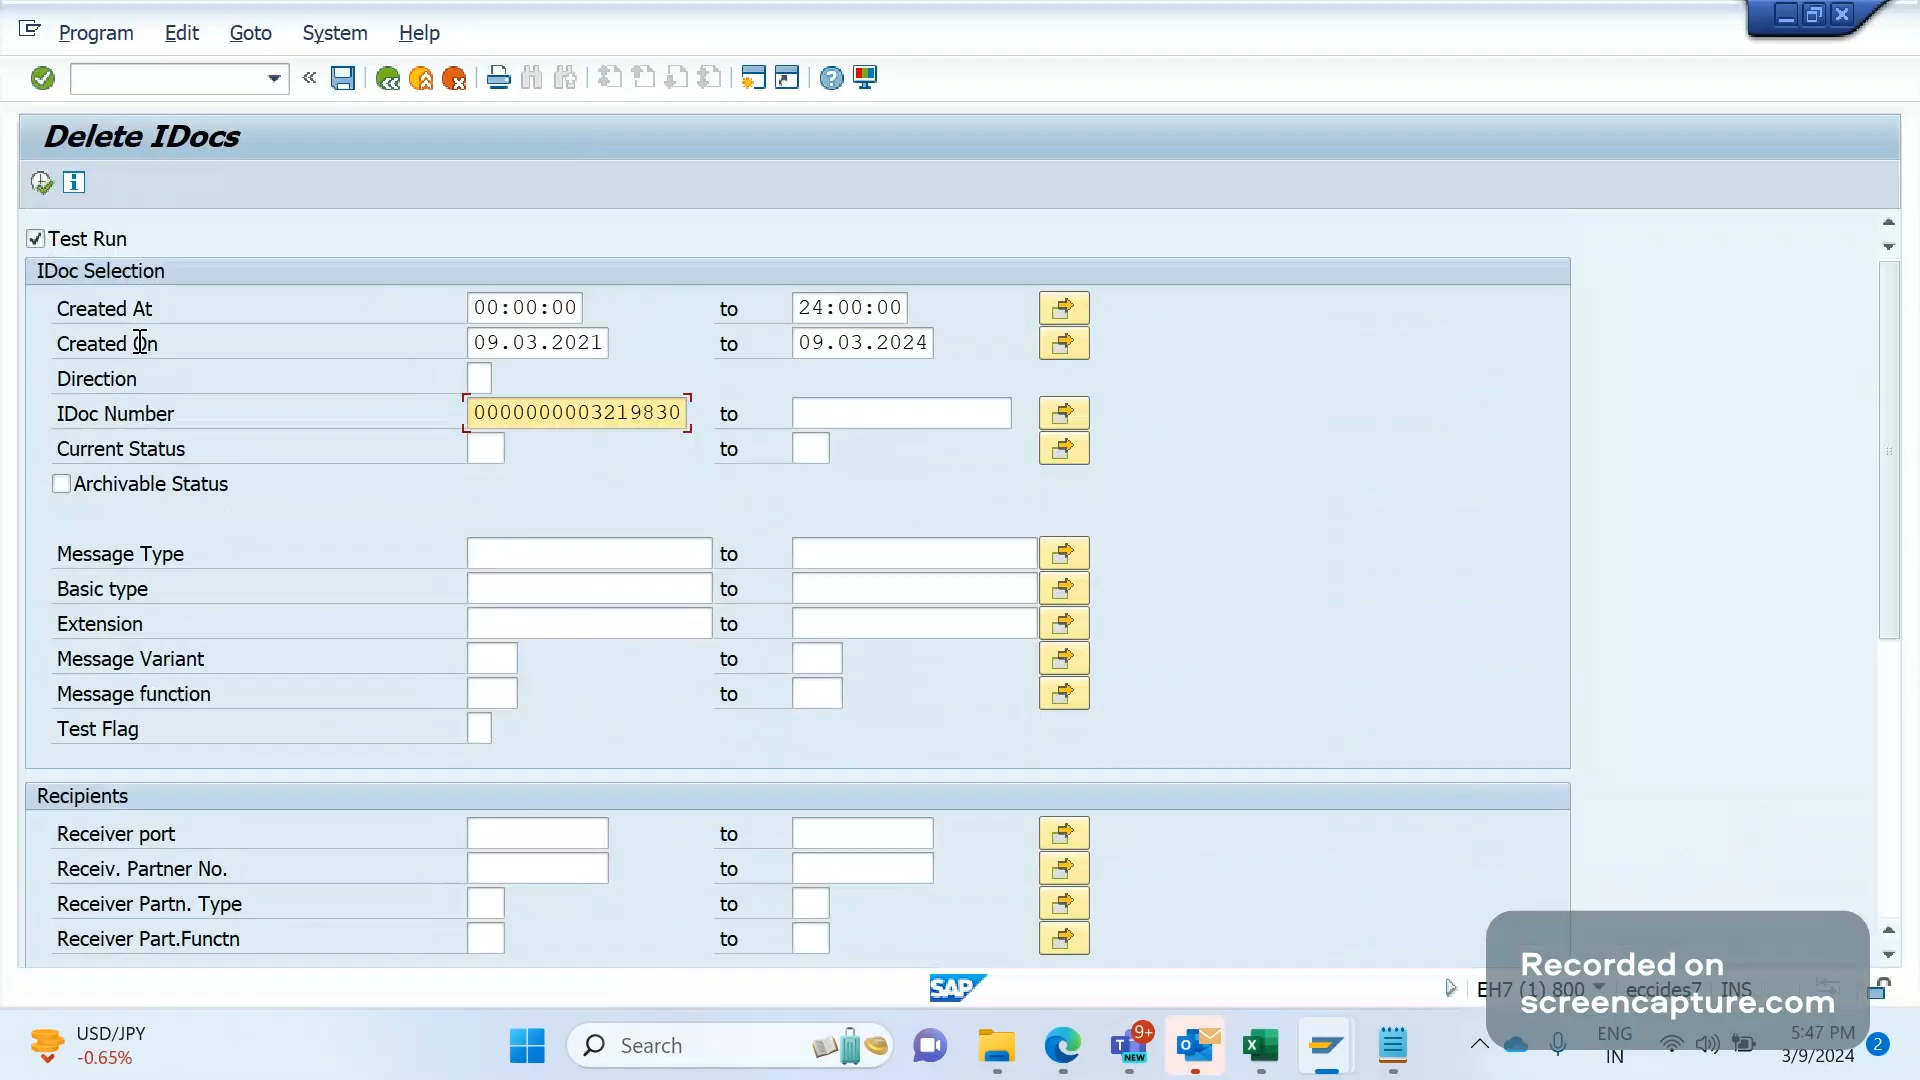 Program Edit Goto System Help
Delete IDocs
Test Run
IDoc Selection
Created At 00:00:00 to 24:00:00
Created On 09.03.2021 to 09.03.2024
Direction
IDoc Number 0000000003219830 to
Current Status to
Archivable Status
Message Type to
Basic type to
Extension to
Message Variant to
Message function to
Test Flag
Recipients
Receiver port to
Receiv. Partner No. to
Receiver Partn. Type to
Receiver Part.Functn to
Recorded on
screencapture.com
SAP EH7 (1) 800 eccides7 INS
USD/JPY
-0.65%
Search
9+
NEW
ENG
IN
5:47 PM
3/9/2024
2